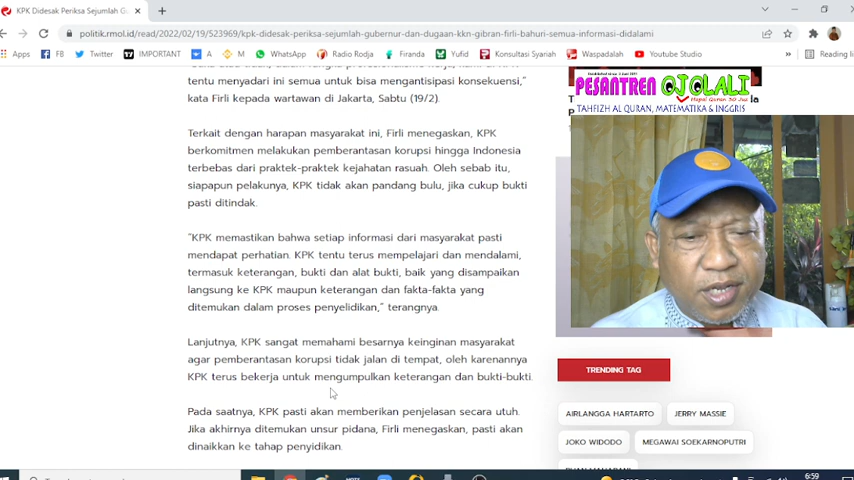 KPK Didesak Periksa Sejumlah G
politik.rmol.id/read/2022/02/19/523969/kpk-didesak-periksa-sejumlah-gubernur-dan-dugaan-kkn-gibran-firli-bahuri-semua-informasi-didalami
Apps FB Twitter IMPORTANT A M WhatsApp Radio Rodja Firanda Yufid Konsultasi Syariah Waspadalah YouTube Studio Reading l
tentu menyadari ini semua untuk bisa mengantisipasi konsekuensi,”
kata Firli kepada wartawan di Jakarta, Sabtu (19/2).
Terkait dengan harapan masyarakat ini, Firli menegaskan, KPK
berkomitmen melakukan pemberantasan korupsi hingga Indonesia
terbebas dari praktek-praktek kejahatan rasuah. Oleh sebab itu,
siapapun pelakunya, KPK tidak akan pandang bulu, jika cukup bukti
pasti ditindak.
“KPK memastikan bahwa setiap informasi dari masyarakat pasti
mendapat perhatian. KPK tentu terus mempelajari dan mendalami,
termasuk keterangan, bukti dan alat bukti, baik yang disampaikan
langsung ke KPK maupun keterangan dan fakta-fakta yang
ditemukan dalam proses penyelidikan,” terangnya.
Lanjutnya, KPK sangat memahami besarnya keinginan masyarakat
agar pemberantasan korupsi tidak jalan di tempat, oleh karenannya
KPK terus bekerja untuk mengumpulkan keterangan dan bukti-bukti.
Pada saatnya, KPK pasti akan memberikan penjelasan secara utuh.
Jika akhirnya ditemukan unsur pidana, Firli menegaskan, pasti akan
dinaikkan ke tahap penyidikan.
PESANTREN OJOLALI
Hapal Quran 30 Jus
TAHFIZH AL QURAN, MATEMATIKA & INGGRIS
TRENDING TAG
AIRLANGGA HARTARTO JERRY MASSIE
JOKO WIDODO MEGAWAI SOEKARNOPUTRI
6:59